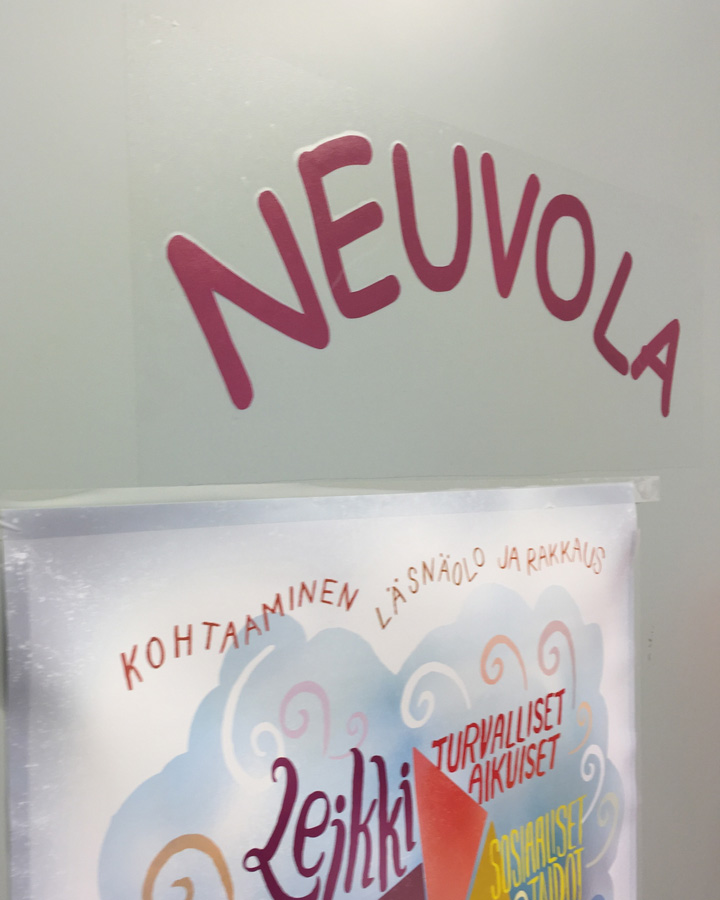 NEUVOLA
KOHTAAMINEN LÄSNÄOLO JA RAKKAUS
TURVALLISET
AIKUISET
Leikki
SOSIAALISET
TAIDOT